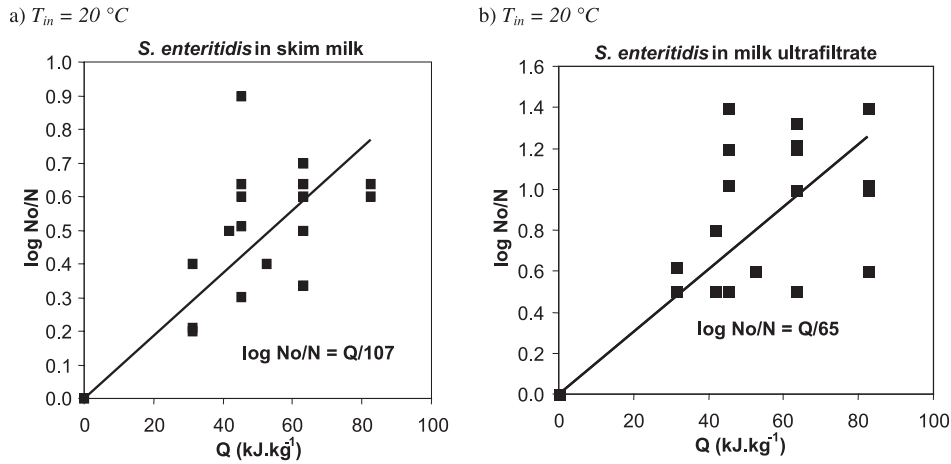 a) T_in = 20 °C
S. enteritidis in skim milk
1.0
0.9
0.8
0.7
0.6
0.5
0.4
0.3
0.2
0.1
0.0
log No/N
log No/N = Q/107
0 20 40 60 80 100
Q (kJ.kg⁻¹)
b) T_in = 20 °C
S. enteritidis in milk ultrafiltrate
1.6
1.4
1.2
1.0
0.8
0.6
0.4
0.2
0.0
log No/N
log No/N = Q/65
0 20 40 60 80 100
Q (kJ.kg⁻¹)